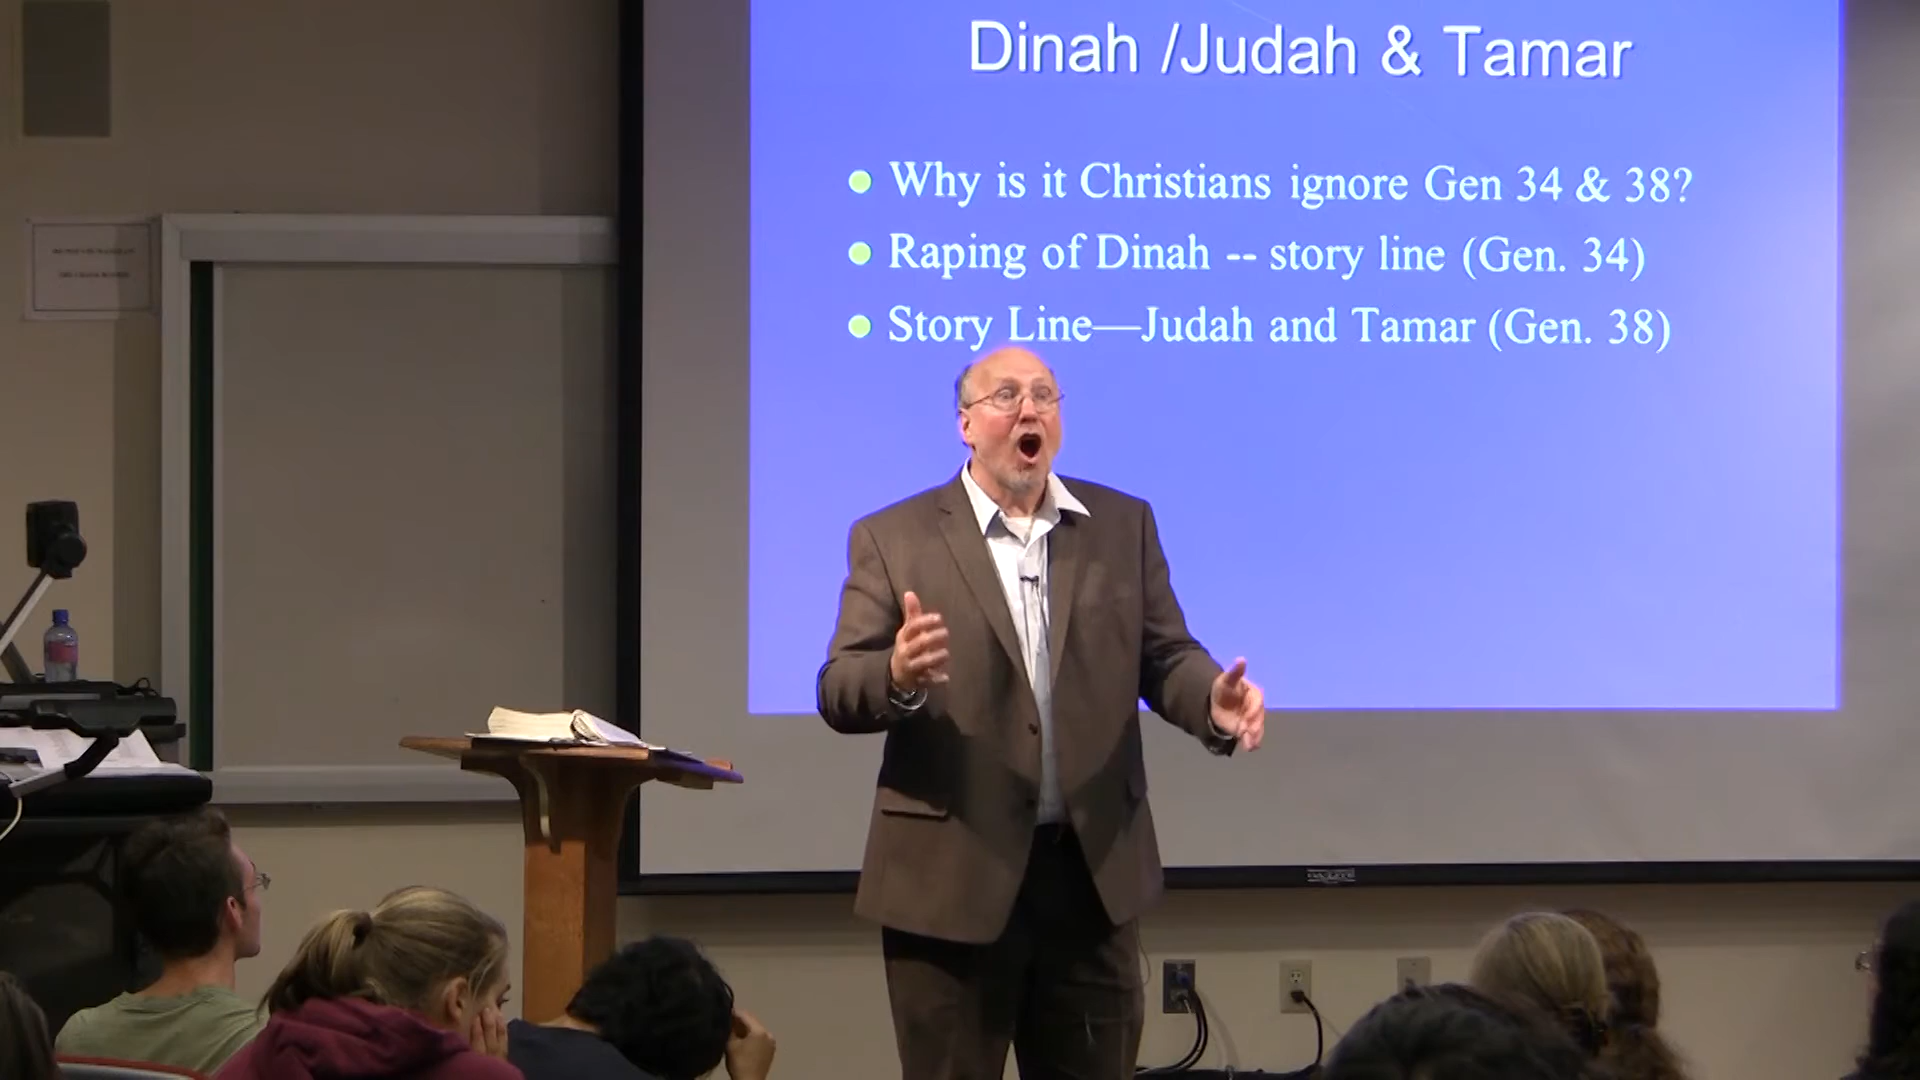 Dinah /Judah & Tamar
Why is it Christians ignore Gen 34 & 38?
Raping of Dinah -- story line (Gen. 34)
Story Line—Judah and Tamar (Gen. 38)